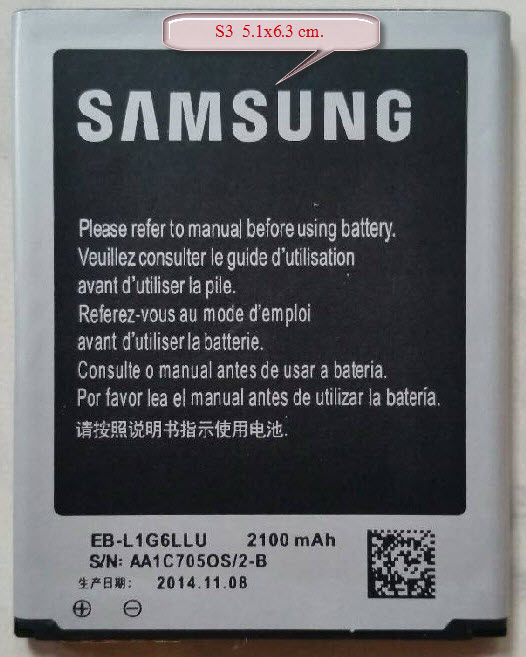 S3 5.1x6.3 cm.
SAMSUNG
Please refer to manual before using battery.
Veuillez consulter le guide d'utilisation
avant d'utiliser la pile.
Referez-vous au mode d'emploi
avant d'utiliser la batterie.
Consulte o manual antes de usar a bateria.
Por favor lea el manual antes de utilizar la batería.
请按照说明书指示使用电池.
EB-L1G6LLU 2100 mAh
S/N: AA1C705OS/2-B
生产日期: 2014.11.08